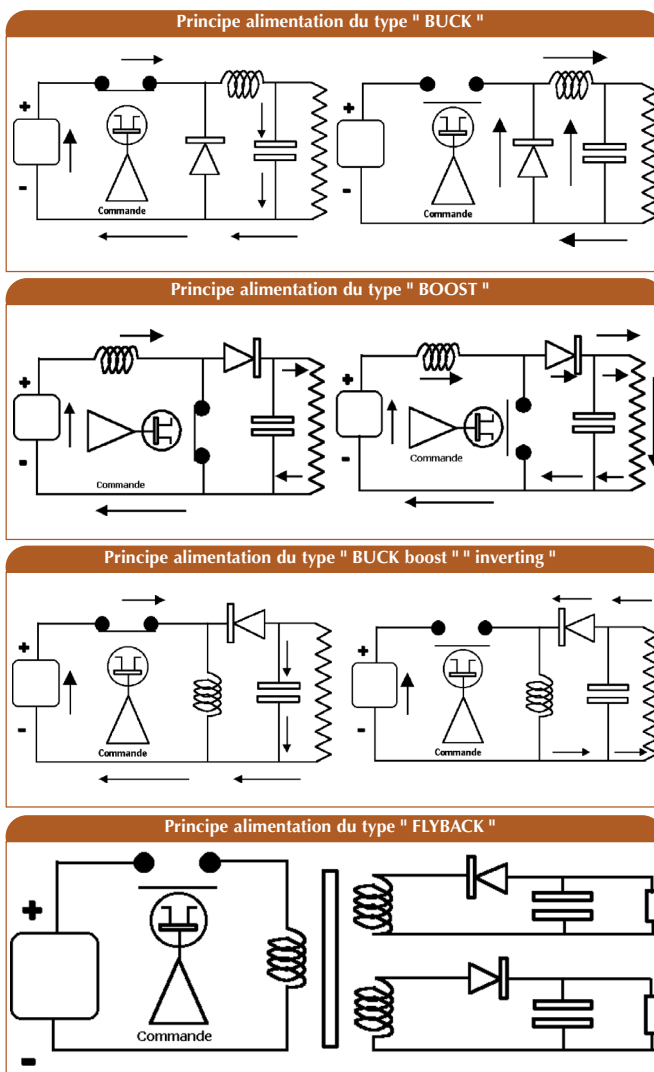 Principe alimentation du type " BUCK "
+
-
Commande
+
-
Commande
Principe alimentation du type " BOOST "
+
-
Commande
+
-
Commande
Principe alimentation du type " BUCK boost " " inverting "
+
-
Commande
+
-
Commande
Principe alimentation du type " FLYBACK "
+
-
Commande